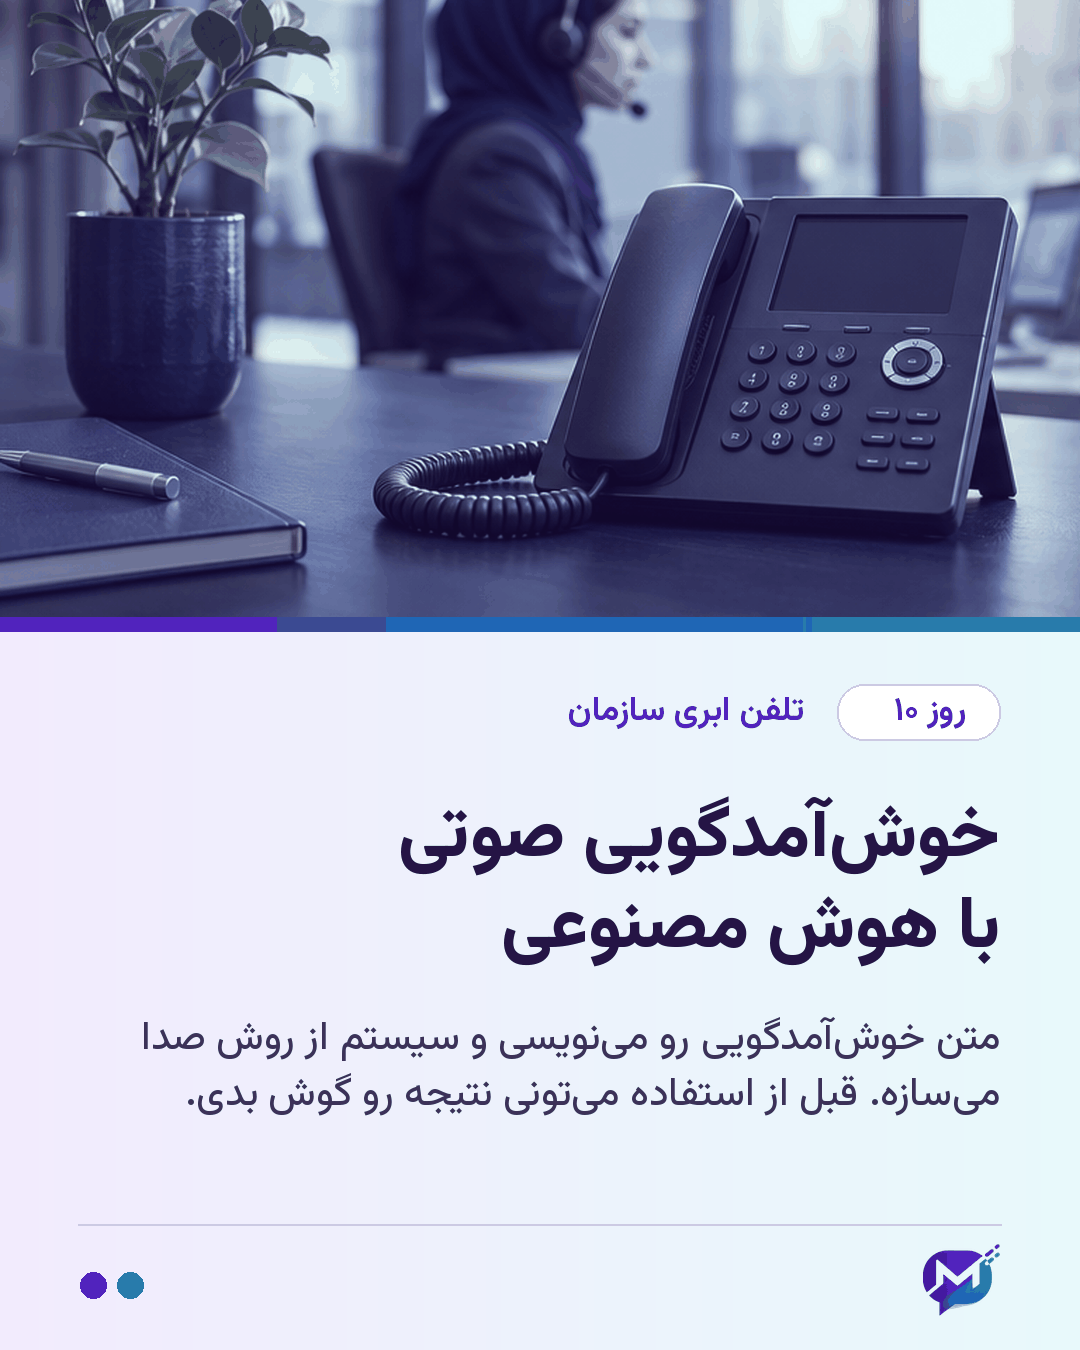 روز ۱۰
تلفن ابری سازمان
خوش‌آمدگویی صوتی
با هوش مصنوعی
متن خوش‌آمدگویی رو می‌نویسی و سیستم از روش صدا
می‌سازه. قبل از استفاده می‌تونی نتیجه رو گوش بدی.